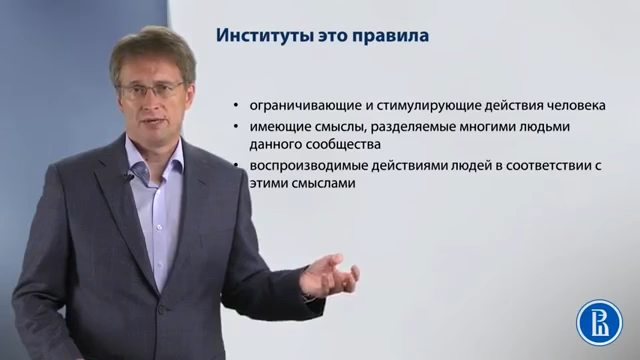 Институты это правила
• ограничивающие и стимулирующие действия человека
• имеющие смыслы, разделяемые многими людьми
данного сообщества
• воспроизводимые действиями людей в соответствии с
этими смыслами